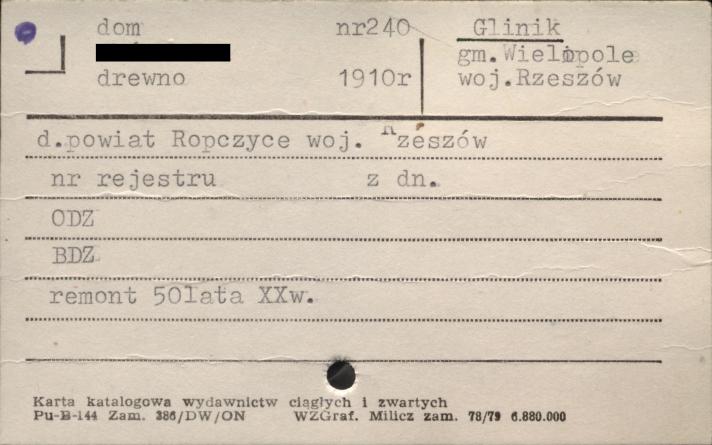 dom nr240 Glinik
gm.Wielopole
drewno 1910r woj.Rzeszów
d.powiat Ropczyce woj. Rzeszów
nr rejestru z dn.
ODZ
BDZ
remont 50lata XXw.
Karta katalogowa wydawnictw ciągłych i zwartych
Pu-B-144 Zam. 386/DW/ON WZGraf. Milicz zam. 78/79 6.880.000